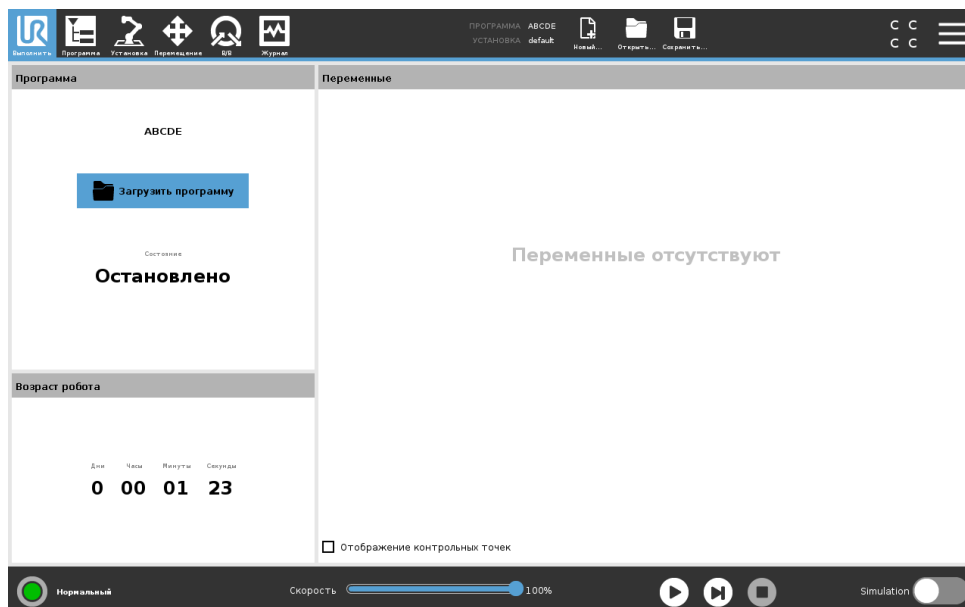 UR
Выполнить
Программа
Установка
Перемещение
В/В
Журнал
ПРОГРАММА ABCDE
УСТАНОВКА default
Новый...
Открыть...
Сохранить...
C C
C C
Программа
ABCDE
Загрузить программу
Состояние
Остановлено
Возраст робота
Дни Часы Минуты Секунды
0 00 01 23
Переменные
Переменные отсутствуют
Отображение контрольных точек
Нормальный
Скорость 100%
Simulation